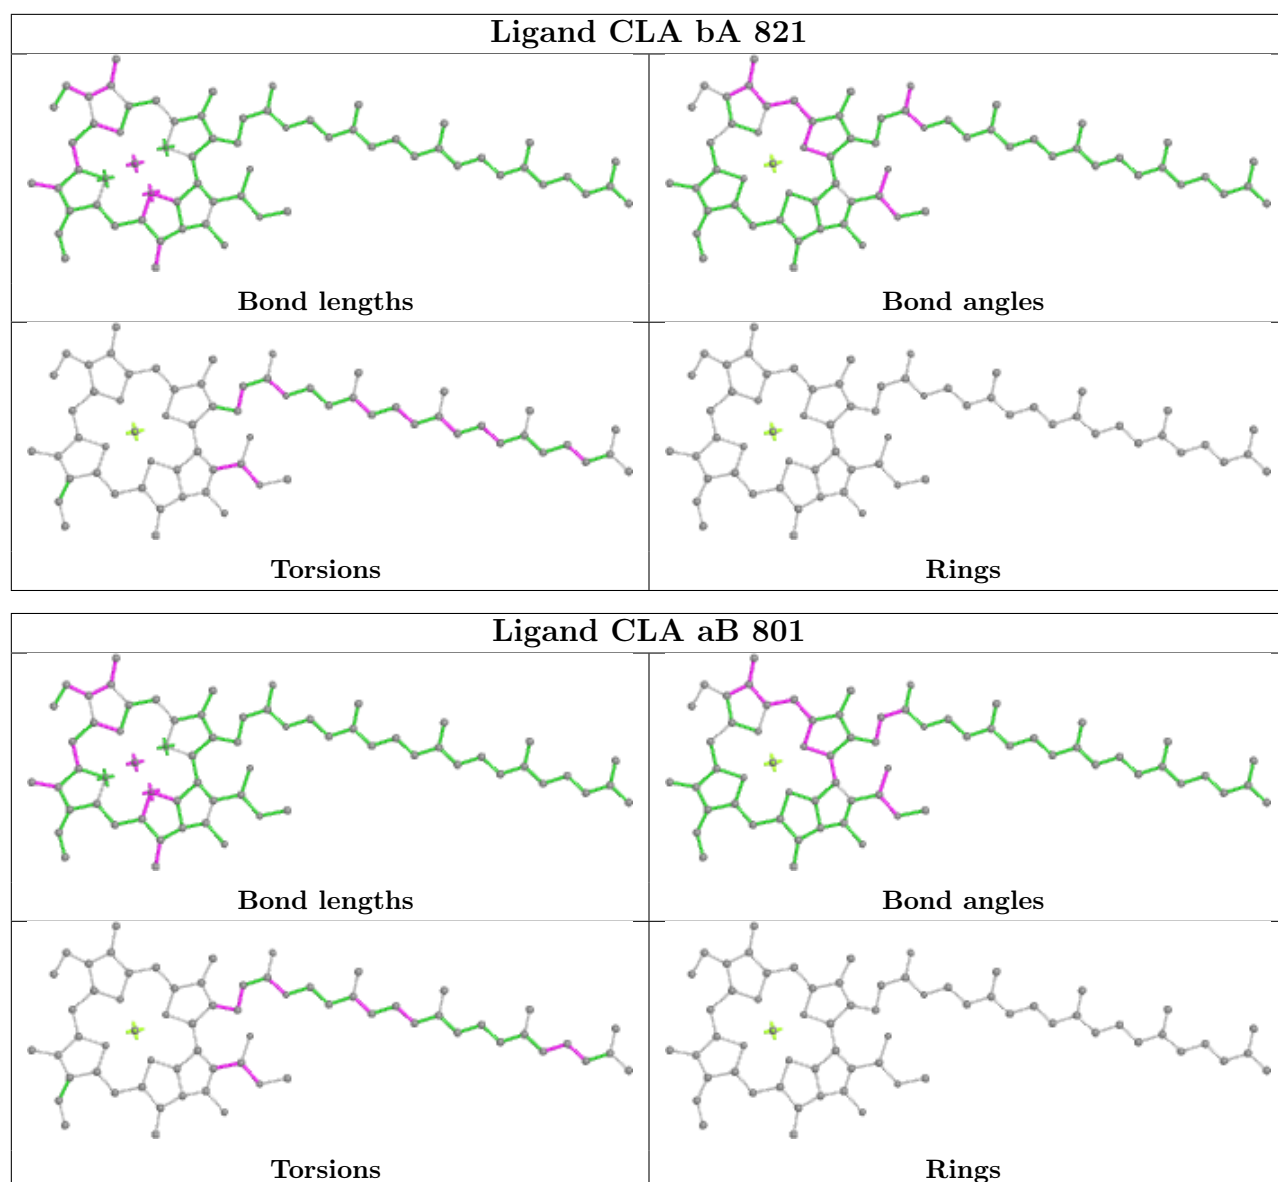 Ligand CLA bA 821
Bond lengths
Bond angles
Torsions
Rings
Ligand CLA aB 801
Bond lengths
Bond angles
Torsions
Rings